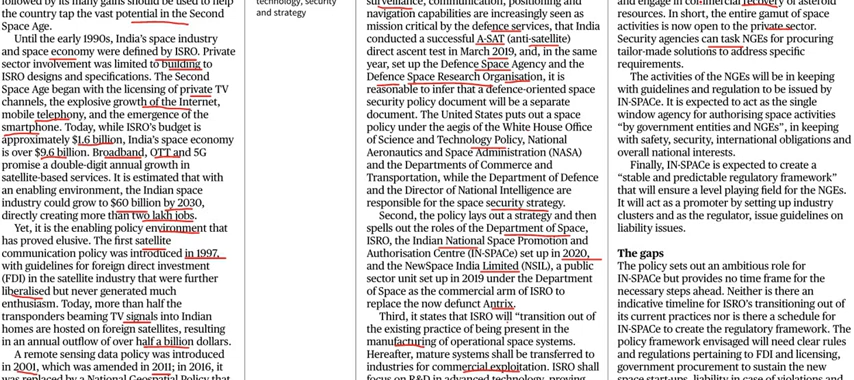 followed by its many gains should be used to help
the country tap the vast potential in the Second
Space Age.
Until the early 1990s, India's space industry
and space economy were defined by ISRO. Private
sector involvement was limited to building to
ISRO designs and specifications. The Second
Space Age began with the licensing of private TV
channels, the explosive growth of the Internet,
mobile telephony, and the emergence of the
smartphone. Today, while ISRO's budget is
approximately $1.6 billion, India's space economy
is over $9.6 billion. Broadband, OTT and 5G
promise a double-digit annual growth in
satellite-based services. It is estimated that with
an enabling environment, the Indian space
industry could grow to $60 billion by 2030,
directly creating more than two lakh jobs.
Yet, it is the enabling policy environment that
has proved elusive. The first satellite
communication policy was introduced in 1997,
with guidelines for foreign direct investment
(FDI) in the satellite industry that were further
liberalised but never generated much
enthusiasm. Today, more than half the
transponders beaming TV signals into Indian
homes are hosted on foreign satellites, resulting
in an annual outflow of over half a billion dollars.
A remote sensing data policy was introduced
in 2001, which was amended in 2011; in 2016, it
was replaced by a National Geospatial Policy that
technology, security
and strategy
surveillance, communication, positioning and
navigation capabilities are increasingly seen as
mission critical by the defence services, that India
conducted a successful A-SAT (anti-satellite)
direct ascent test in March 2019, and, in the same
year, set up the Defence Space Agency and the
Defence Space Research Organisation, it is
reasonable to infer that a defence-oriented space
security policy document will be a separate
document. The United States puts out a space
policy under the aegis of the White House Office
of Science and Technology Policy, National
Aeronautics and Space Administration (NASA)
and the Departments of Commerce and
Transportation, while the Department of Defence
and the Director of National Intelligence are
responsible for the space security strategy.
Second, the policy lays out a strategy and then
spells out the roles of the Department of Space,
ISRO, the Indian National Space Promotion and
Authorisation Centre (IN-SPACe) set up in 2020,
and the NewSpace India Limited (NSIL), a public
sector unit set up in 2019 under the Department
of Space as the commercial arm of ISRO to
replace the now defunct Antrix.
Third, it states that ISRO will "transition out of
the existing practice of being present in the
manufacturing of operational space systems.
Hereafter, mature systems shall be transferred to
industries for commercial exploitation. ISRO shall
focus on R&D in advanced technology, proving
and engage in commercial recovery of asteroid
resources. In short, the entire gamut of space
activities is now open to the private sector.
Security agencies can task NGEs for procuring
tailor-made solutions to address specific
requirements.
The activities of the NGEs will be in keeping
with guidelines and regulation to be issued by
IN-SPACe. It is expected to act as the single
window agency for authorising space activities
"by government entities and NGEs", in keeping
with safety, security, international obligations and
overall national interests.
Finally, IN-SPACe is expected to create a
"stable and predictable regulatory framework"
that will ensure a level playing field for the NGEs.
It will act as a promoter by setting up industry
clusters and as the regulator, issue guidelines on
liability issues.
The gaps
The policy sets out an ambitious role for
IN-SPACe but provides no time frame for the
necessary steps ahead. Neither is there an
indicative timeline for ISRO's transitioning out of
its current practices nor is there a schedule for
IN-SPACe to create the regulatory framework. The
policy framework envisaged will need clear rules
and regulations pertaining to FDI and licensing,
government procurement to sustain the new
space start-ups, liability in case of violations and